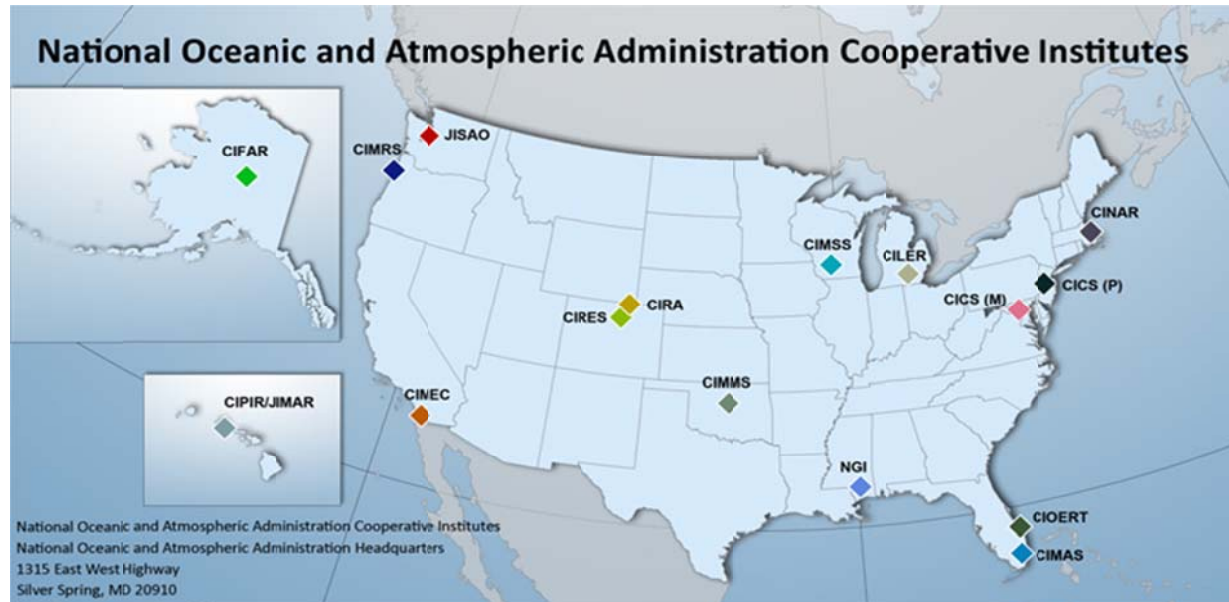 National Oceanic and Atmospheric Administration Cooperative Institutes
CIFAR
CIMRS
JISAO
CINAR
CIMSS
CILER
CICS (P)
CICS (M)
CIRA
CIRES
CIMMS
CIMEC
CIPIR/JIMAR
NGI
CIOERT
CIMAS
National Oceanic and Atmospheric Administration Cooperative Institutes
National Oceanic and Atmospheric Administration Headquarters
1315 East West Highway
Silver Spring, MD 20910